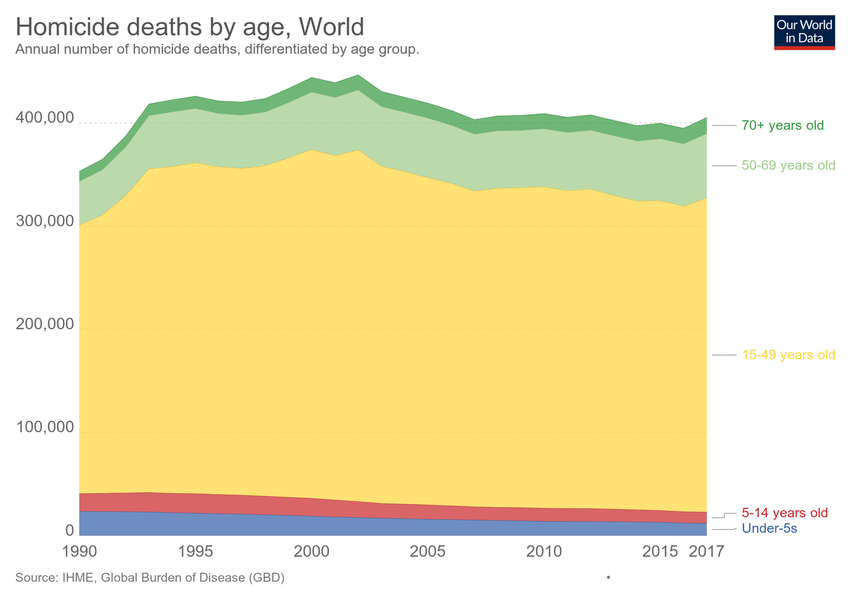 Homicide deaths by age, World
Annual number of homicide deaths, differentiated by age group.
Our World
in Data
400,000
300,000
200,000
100,000
0
70+ years old
50-69 years old
15-49 years old
5-14 years old
Under-5s
1990 1995 2000 2005 2010 2015 2017
Source: IHME, Global Burden of Disease (GBD)